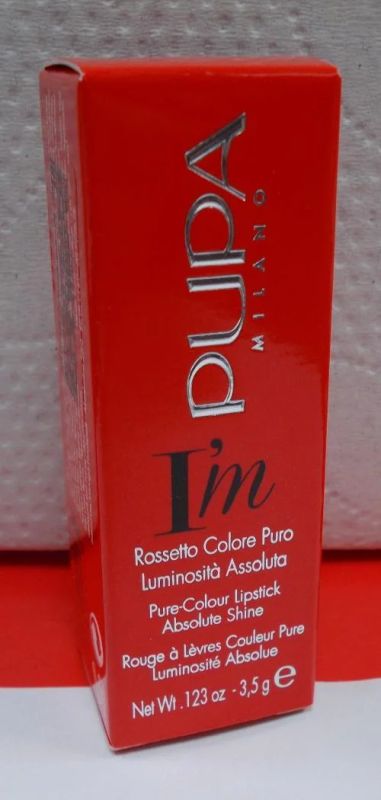 PUPA
MILANO
I'm
Rossetto Colore Puro
Luminosità Assoluta
Pure-Colour Lipstick
Absolute Shine
Rouge à Lèvres Couleur Pure
Luminosité Absolue
Net Wt .123 oz - 3,5 g e